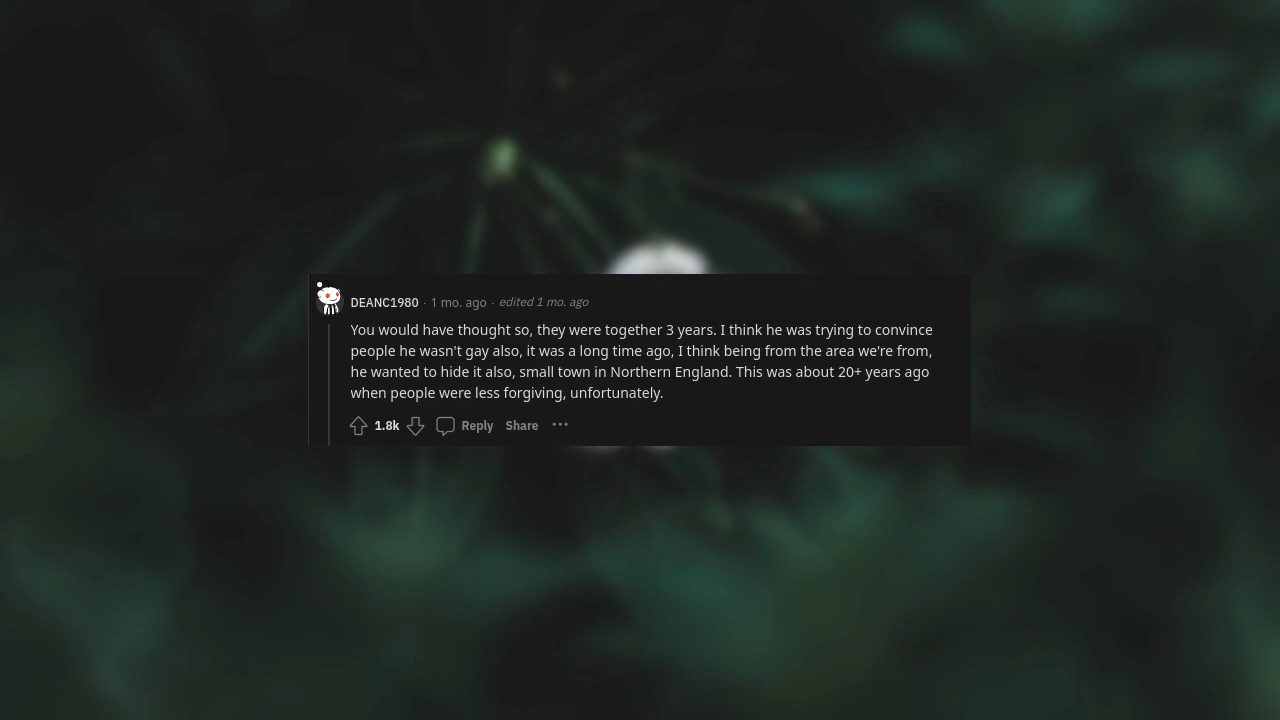 DEANC1980 · 1 mo. ago · edited 1 mo. ago
You would have thought so, they were together 3 years. I think he was trying to convince
people he wasn't gay also, it was a long time ago, I think being from the area we're from,
he wanted to hide it also, small town in Northern England. This was about 20+ years ago
when people were less forgiving, unfortunately.
1.8k Reply Share ···